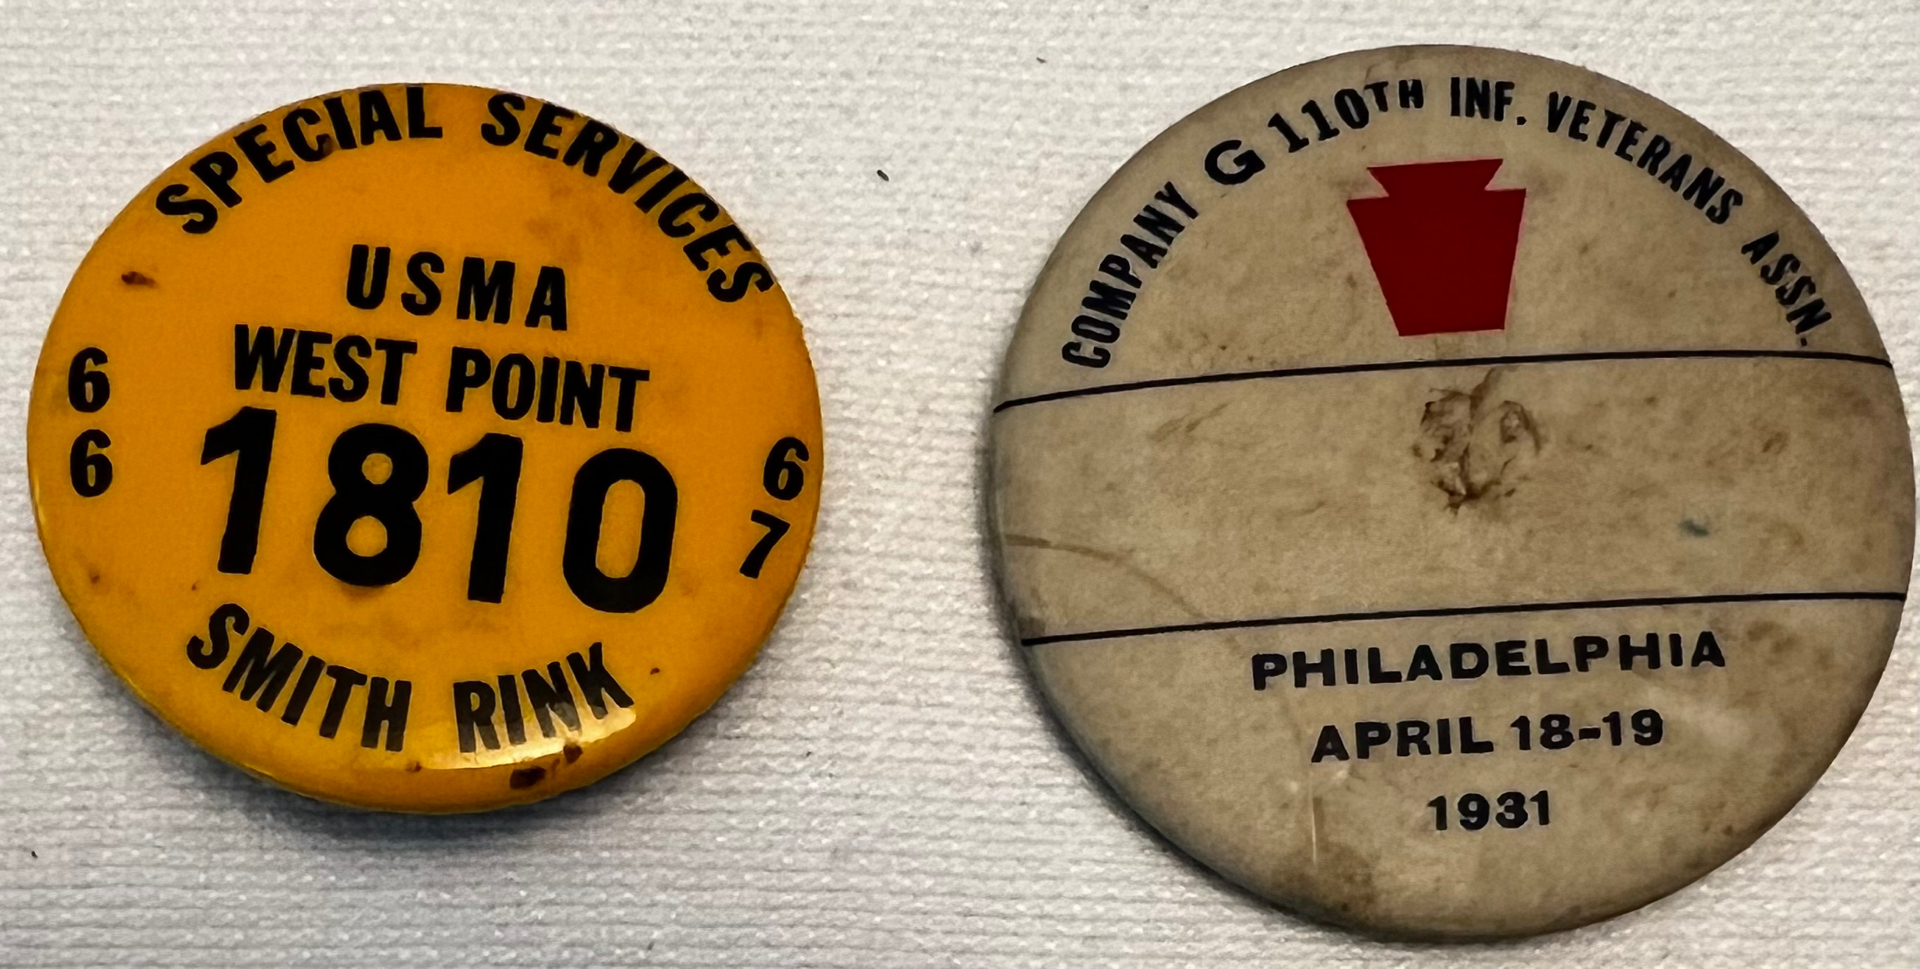 SPECIAL SERVICES
USMA
WEST POINT
66
1810
67
SMITH RINK
COMPANY G 110TH INF. VETERANS ASSN.
PHILADELPHIA
APRIL 18-19
1931